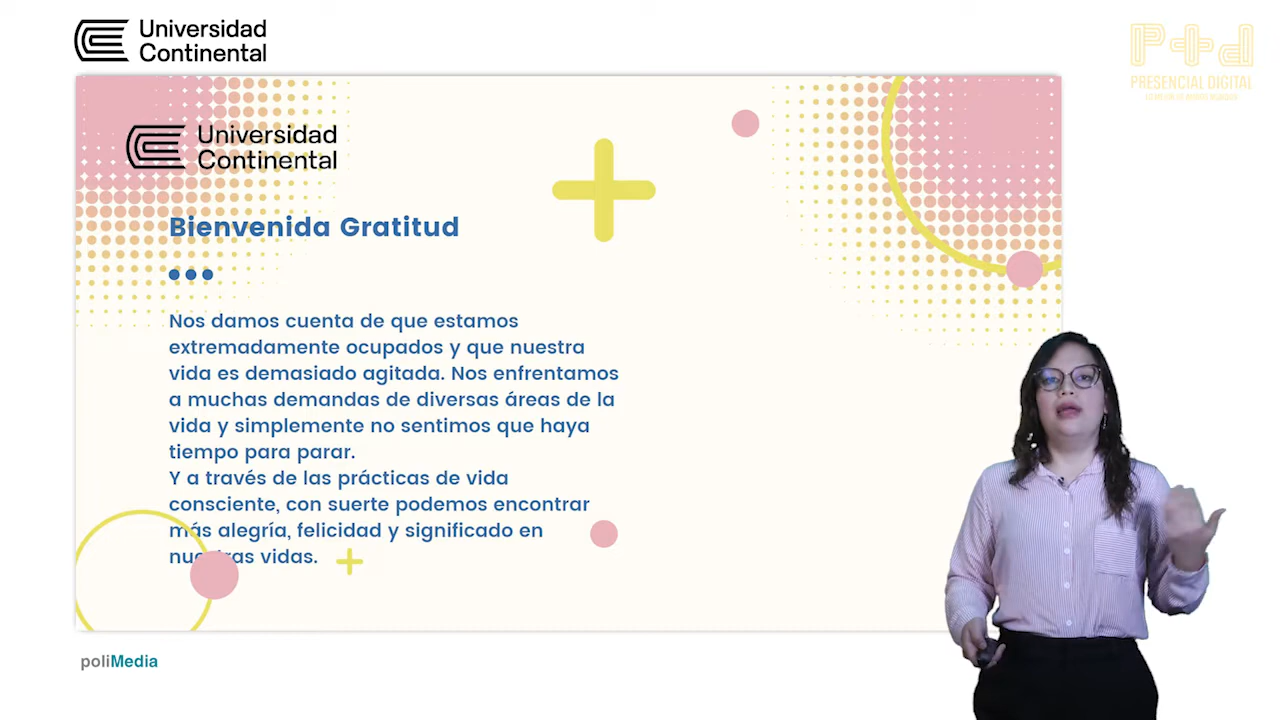 Universidad
Continental
P+d
PRESENCIAL DIGITAL
Universidad
Continental
Bienvenida Gratitud
Nos damos cuenta de que estamos
extremadamente ocupados y que nuestra
vida es demasiado agitada. Nos enfrentamos
a muchas demandas de diversas áreas de la
vida y simplemente no sentimos que haya
tiempo para parar.
Y a través de las prácticas de vida
consciente, con suerte podemos encontrar
más alegría, felicidad y significado en
nuestras vidas.
poliMedia